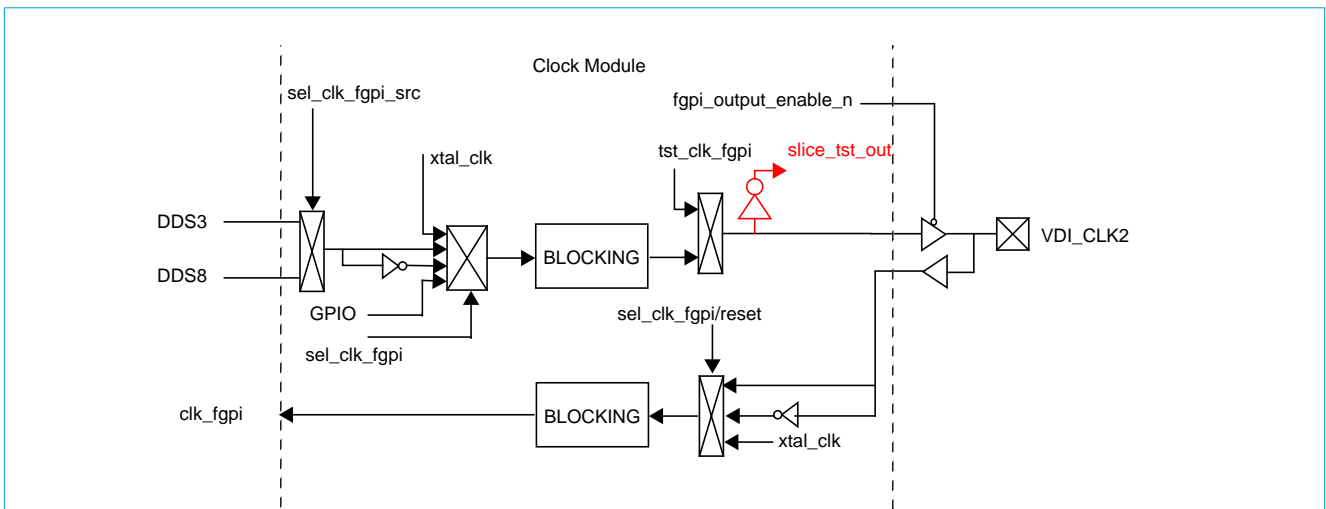 Clock Module
sel_clk_fgpi_src
fgpi_output_enable_n
xtal_clk
tst_clk_fgpi
slice_tst_out
DDS3
VDI_CLK2
BLOCKING
DDS8
GPIO
sel_clk_fgpi/reset
sel_clk_fgpi
clk_fgpi
BLOCKING
xtal_clk